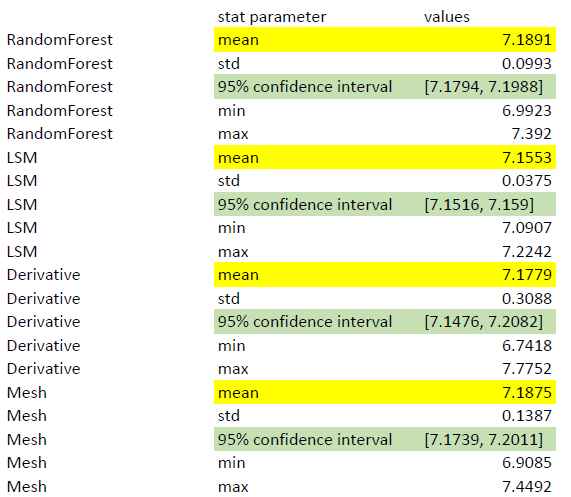 stat parameter values
RandomForest mean 7.1891
RandomForest std 0.0993
RandomForest 95% confidence interval [7.1794, 7.1988]
RandomForest min 6.9923
RandomForest max 7.392
LSM mean 7.1553
LSM std 0.0375
LSM 95% confidence interval [7.1516, 7.159]
LSM min 7.0907
LSM max 7.2242
Derivative mean 7.1779
Derivative std 0.3088
Derivative 95% confidence interval [7.1476, 7.2082]
Derivative min 6.7418
Derivative max 7.7752
Mesh mean 7.1875
Mesh std 0.1387
Mesh 95% confidence interval [7.1739, 7.2011]
Mesh min 6.9085
Mesh max 7.4492